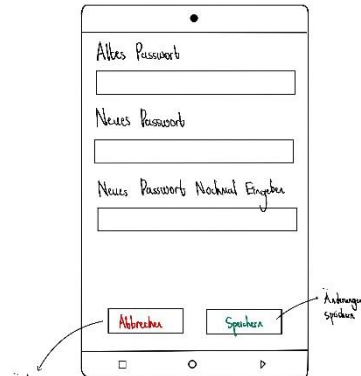 Altes Passwort
Neues Passwort
Neues Passwort Nochmal Eingeben
Abbrechen
Speichern
Änderungen
speichern